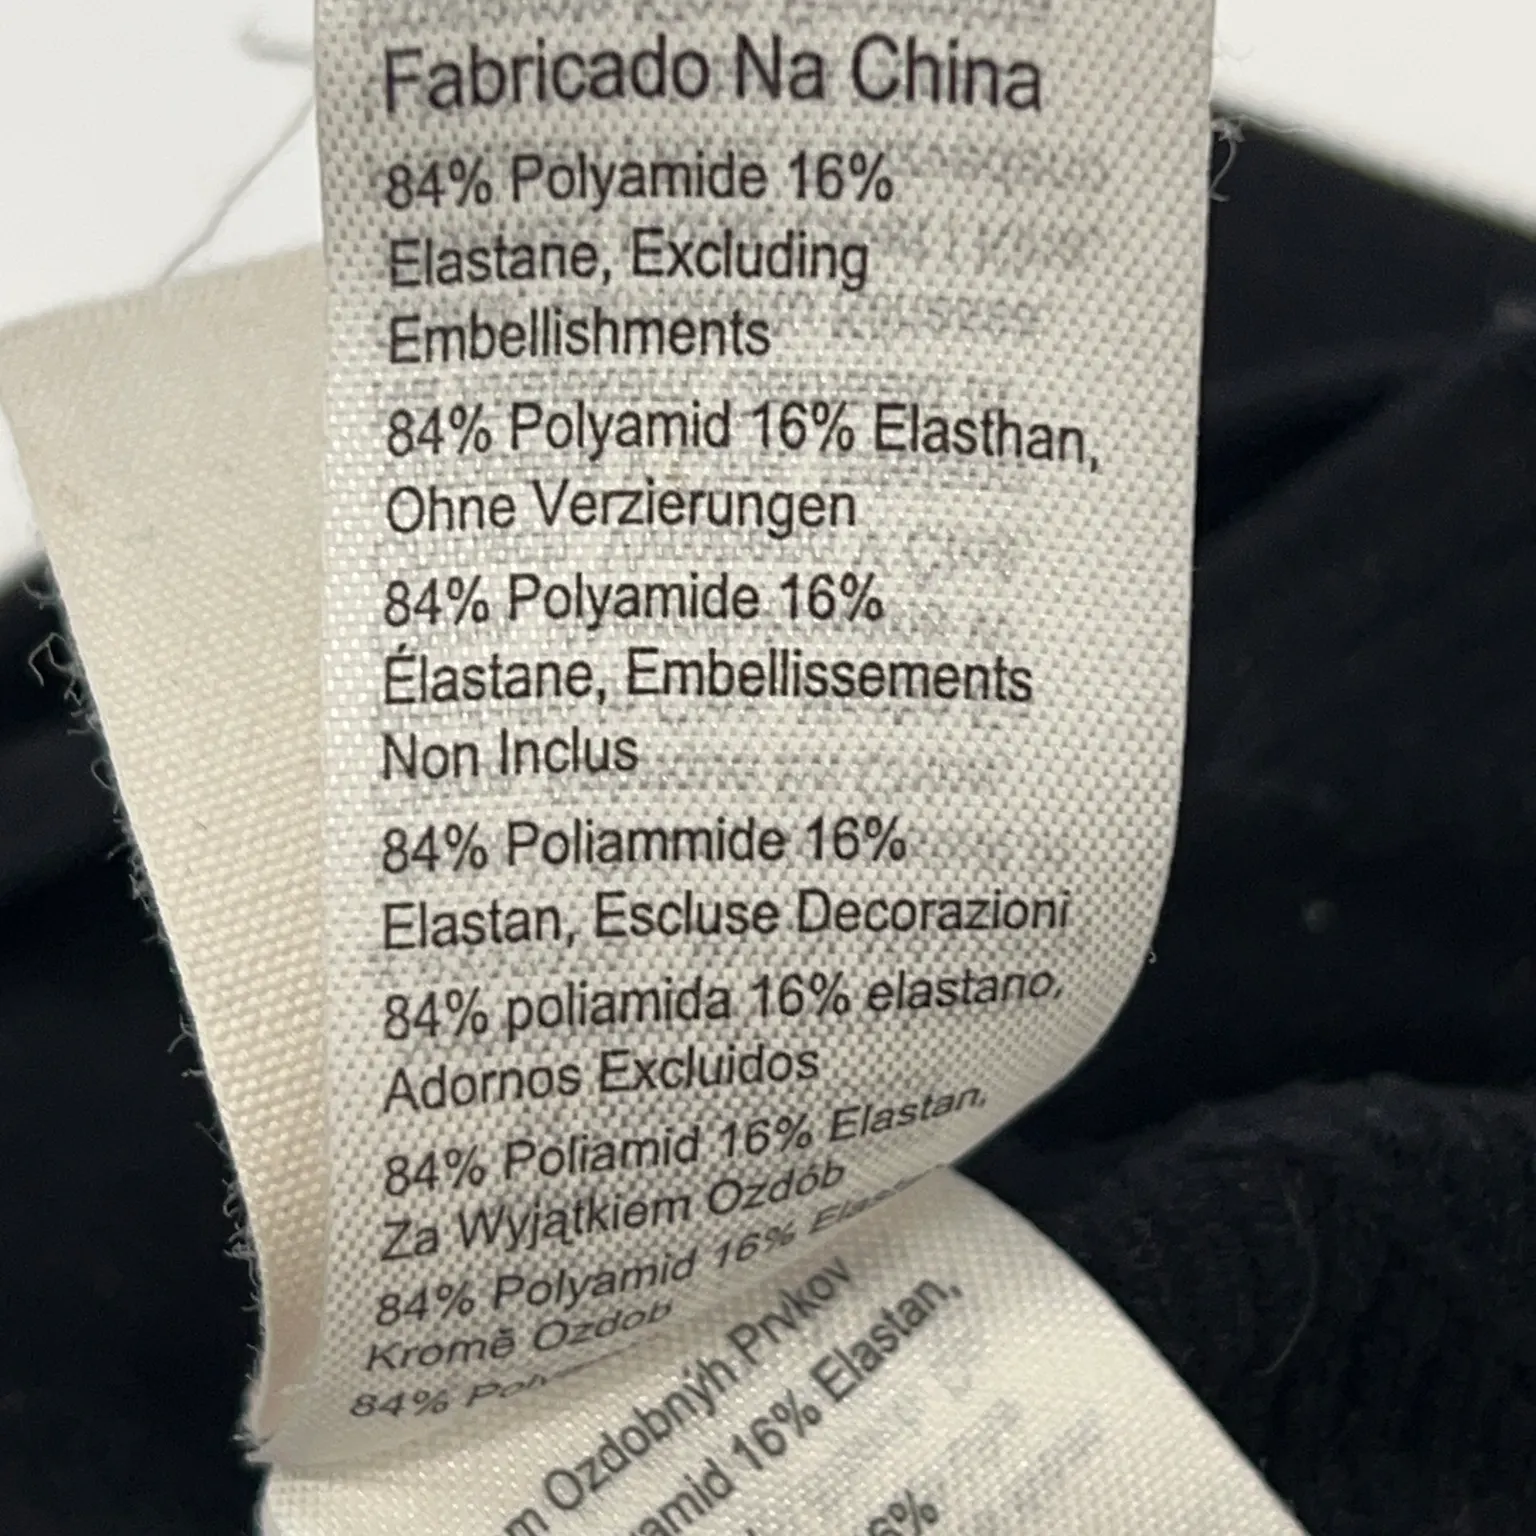 Fabricado Na China
84% Polyamide 16%
Elastane, Excluding
Embellishments
84% Polyamid 16% Elasthan,
Ohne Verzierungen
84% Polyamide 16%
Élastane, Embellissements
Non Inclus
84% Poliammide 16%
Elastan, Escluse Decorazioni
84% poliamida 16% elastano,
Adornos Excluidos
84% Poliamid 16% Elastan,
Za Wyjątkiem Ozdób
84% Polyamid 16%
Kromě Ozdob
84%
Ozdobnýh Prvkov
16% Elastan,